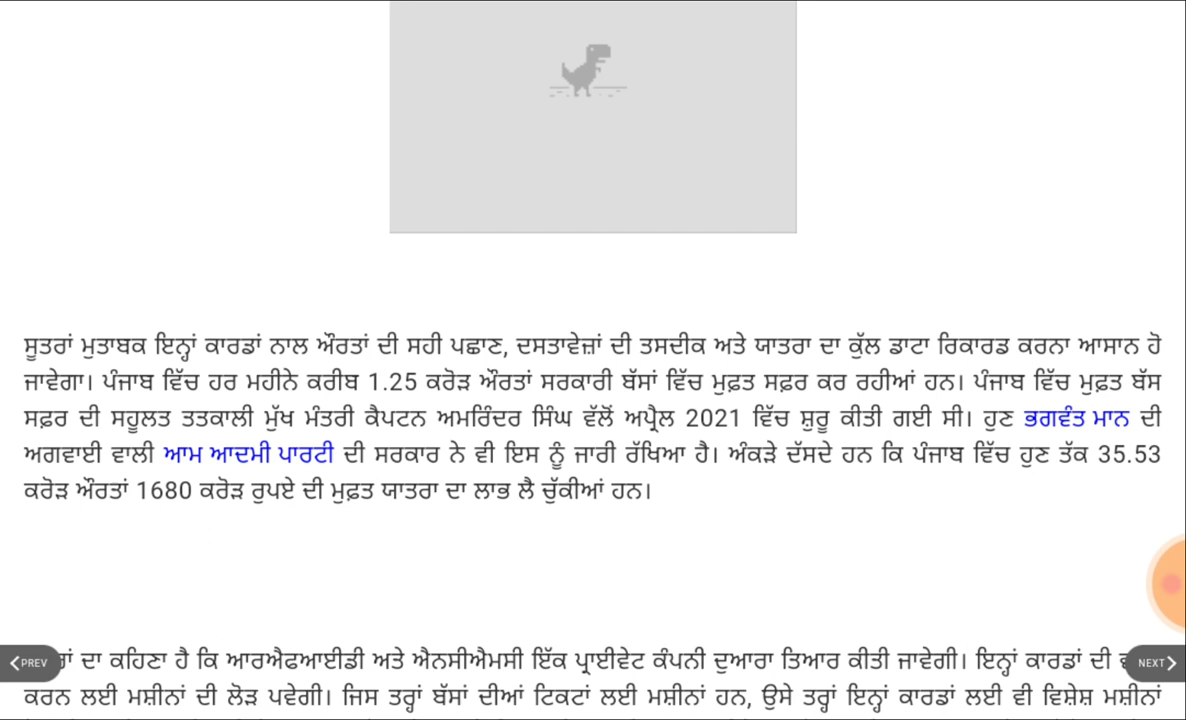 ਸੂਤਰਾਂ ਮੁਤਾਬਕ ਇਨ੍ਹਾਂ ਕਾਰਡਾਂ ਨਾਲ ਔਰਤਾਂ ਦੀ ਸਹੀ ਪਛਾਣ, ਦਸਤਾਵੇਜ਼ਾਂ ਦੀ ਤਸਦੀਕ ਅਤੇ ਯਾਤਰਾ ਦਾ ਕੁੱਲ ਡਾਟਾ ਰਿਕਾਰਡ ਕਰਨਾ ਆਸਾਨ ਹੋ
ਜਾਵੇਗਾ। ਪੰਜਾਬ ਵਿੱਚ ਹਰ ਮਹੀਨੇ ਕਰੀਬ 1.25 ਕਰੋੜ ਔਰਤਾਂ ਸਰਕਾਰੀ ਬੱਸਾਂ ਵਿੱਚ ਮੁਫ਼ਤ ਸਫ਼ਰ ਕਰ ਰਹੀਆਂ ਹਨ। ਪੰਜਾਬ ਵਿੱਚ ਮੁਫ਼ਤ ਬੱਸ
ਸਫ਼ਰ ਦੀ ਸਹੂਲਤ ਤਤਕਾਲੀ ਮੁੱਖ ਮੰਤਰੀ ਕੈਪਟਨ ਅਮਰਿੰਦਰ ਸਿੰਘ ਵੱਲੋਂ ਅਪ੍ਰੈਲ 2021 ਵਿੱਚ ਸ਼ੁਰੂ ਕੀਤੀ ਗਈ ਸੀ। ਹੁਣ ਭਗਵੰਤ ਮਾਨ ਦੀ
ਅਗਵਾਈ ਵਾਲੀ ਆਮ ਆਦਮੀ ਪਾਰਟੀ ਦੀ ਸਰਕਾਰ ਨੇ ਵੀ ਇਸ ਨੂੰ ਜਾਰੀ ਰੱਖਿਆ ਹੈ। ਅੰਕੜੇ ਦੱਸਦੇ ਹਨ ਕਿ ਪੰਜਾਬ ਵਿੱਚ ਹੁਣ ਤੱਕ 35.53
ਕਰੋੜ ਔਰਤਾਂ 1680 ਕਰੋੜ ਰੁਪਏ ਦੀ ਮੁਫ਼ਤ ਯਾਤਰਾ ਦਾ ਲਾਭ ਲੈ ਚੁੱਕੀਆਂ ਹਨ।
PREV ਦਾ ਕਹਿਣਾ ਹੈ ਕਿ ਆਰਐਫਆਈਡੀ ਅਤੇ ਐਨਸੀਐਮਸੀ ਇੱਕ ਪ੍ਰਾਈਵੇਟ ਕੰਪਨੀ ਦੁਆਰਾ ਤਿਆਰ ਕੀਤੀ ਜਾਵੇਗੀ। ਇਨ੍ਹਾਂ ਕਾਰਡਾਂ ਦੀ NEXT
ਕਰਨ ਲਈ ਮਸ਼ੀਨਾਂ ਦੀ ਲੋੜ ਪਵੇਗੀ। ਜਿਸ ਤਰ੍ਹਾਂ ਬੱਸਾਂ ਦੀਆਂ ਟਿਕਟਾਂ ਲਈ ਮਸ਼ੀਨਾਂ ਹਨ, ਉਸੇ ਤਰ੍ਹਾਂ ਇਨ੍ਹਾਂ ਕਾਰਡਾਂ ਲਈ ਵੀ ਵਿਸ਼ੇਸ਼ ਮਸ਼ੀਨਾਂ